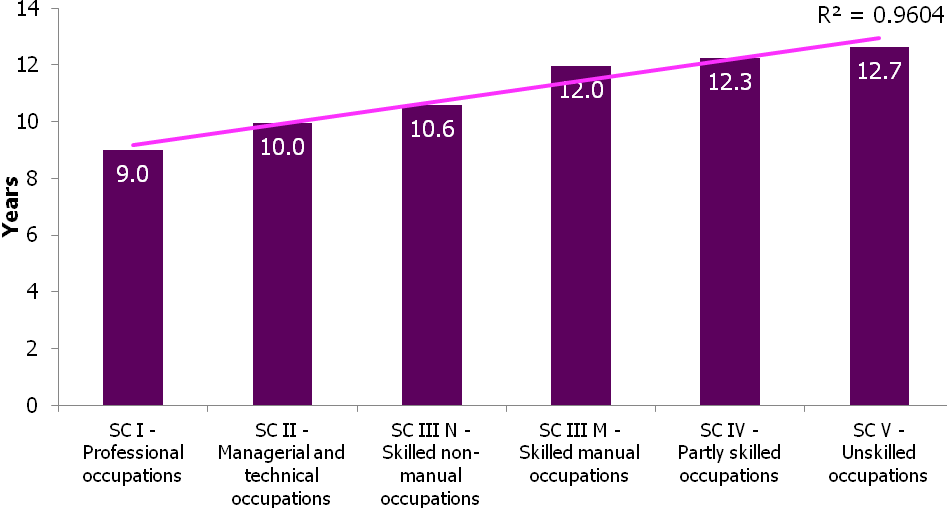 14
R² = 0.9604
12
10
8
6
4
2
0
Years
9.0
10.0
10.6
12.0
12.3
12.7
SC I -
Professional
occupations
SC II -
Managerial and
technical
occupations
SC III N -
Skilled non-
manual
occupations
SC III M -
Skilled manual
occupations
SC IV -
Partly skilled
occupations
SC V -
Unskilled
occupations